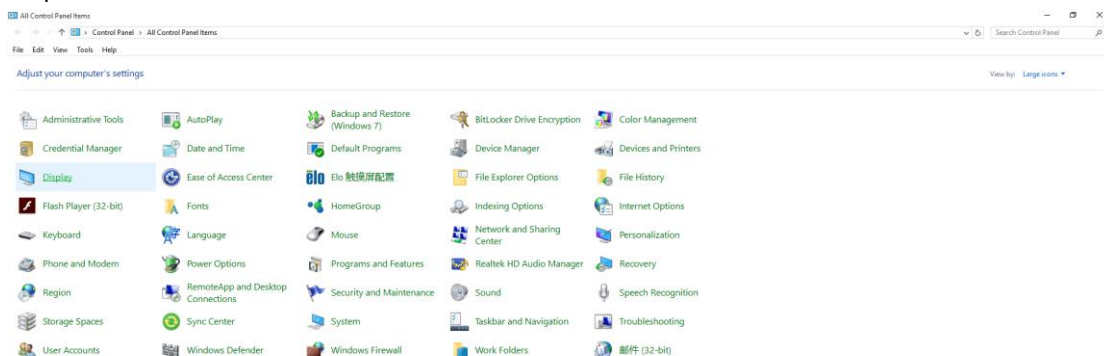 All Control Panel Items
Control Panel > All Control Panel Items
Search Control Panel
File Edit View Tools Help
Adjust your computer's settings
View by: Large icons
Administrative Tools
AutoPlay
Backup and Restore
(Windows 7)
BitLocker Drive Encryption
Color Management
Credential Manager
Date and Time
Default Programs
Device Manager
Devices and Printers
Display
Ease of Access Center
elo Elo 触摸屏配置
File Explorer Options
File History
Flash Player (32-bit)
Fonts
HomeGroup
Indexing Options
Internet Options
Keyboard
Language
Mouse
Network and Sharing
Center
Personalization
Phone and Modem
Power Options
Programs and Features
Realtek HD Audio Manager
Recovery
Region
RemoteApp and Desktop
Connections
Security and Maintenance
Sound
Speech Recognition
Storage Spaces
Sync Center
System
Taskbar and Navigation
Troubleshooting
User Accounts
Windows Defender
Windows Firewall
Work Folders
邮件 (32-bit)